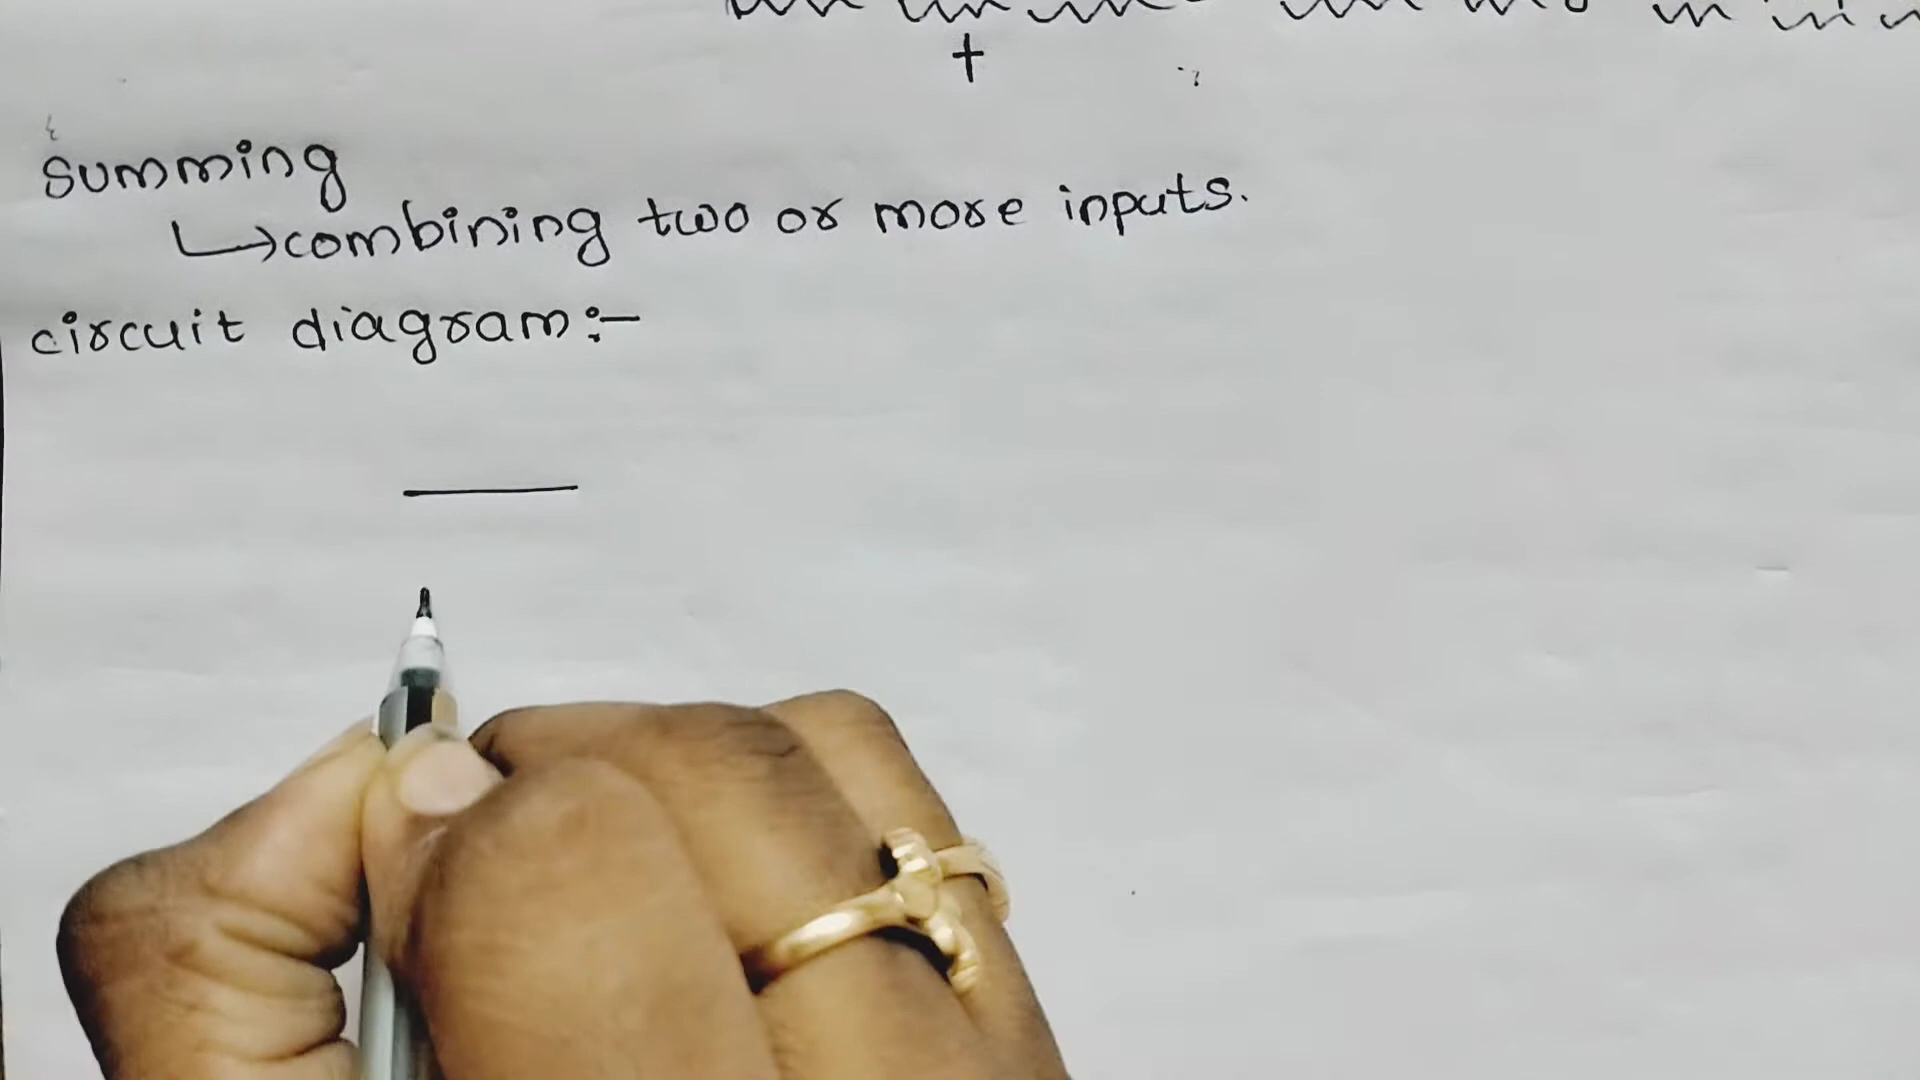 +
summing
↳combining two or more inputs.
circuit diagram:-